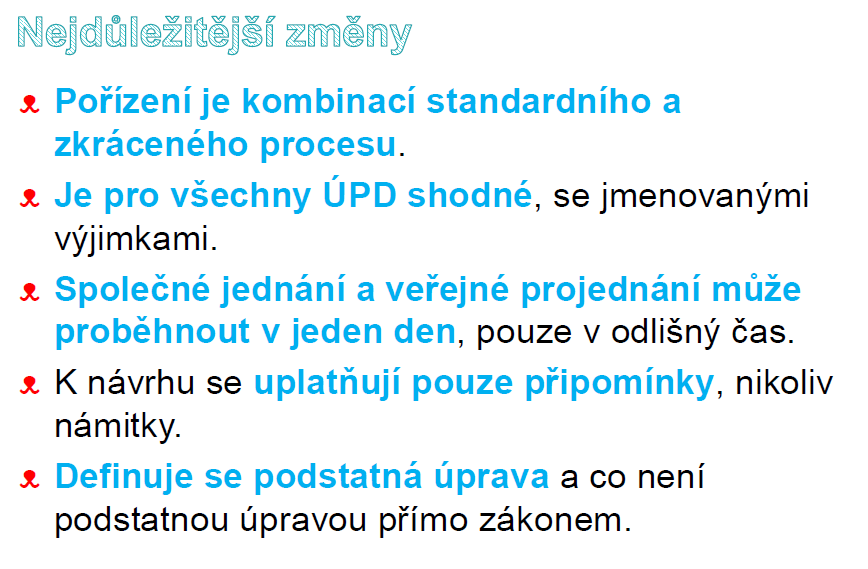 Nejdůležitější změny
Pořízení je kombinací standardního a
zkráceného procesu.
Je pro všechny ÚPD shodné, se jmenovanými
výjimkami.
Společné jednání a veřejné projednání může
proběhnout v jeden den, pouze v odlišný čas.
K návrhu se uplatňují pouze připomínky, nikoliv
námitky.
Definuje se podstatná úprava a co není
podstatnou úpravou přímo zákonem.